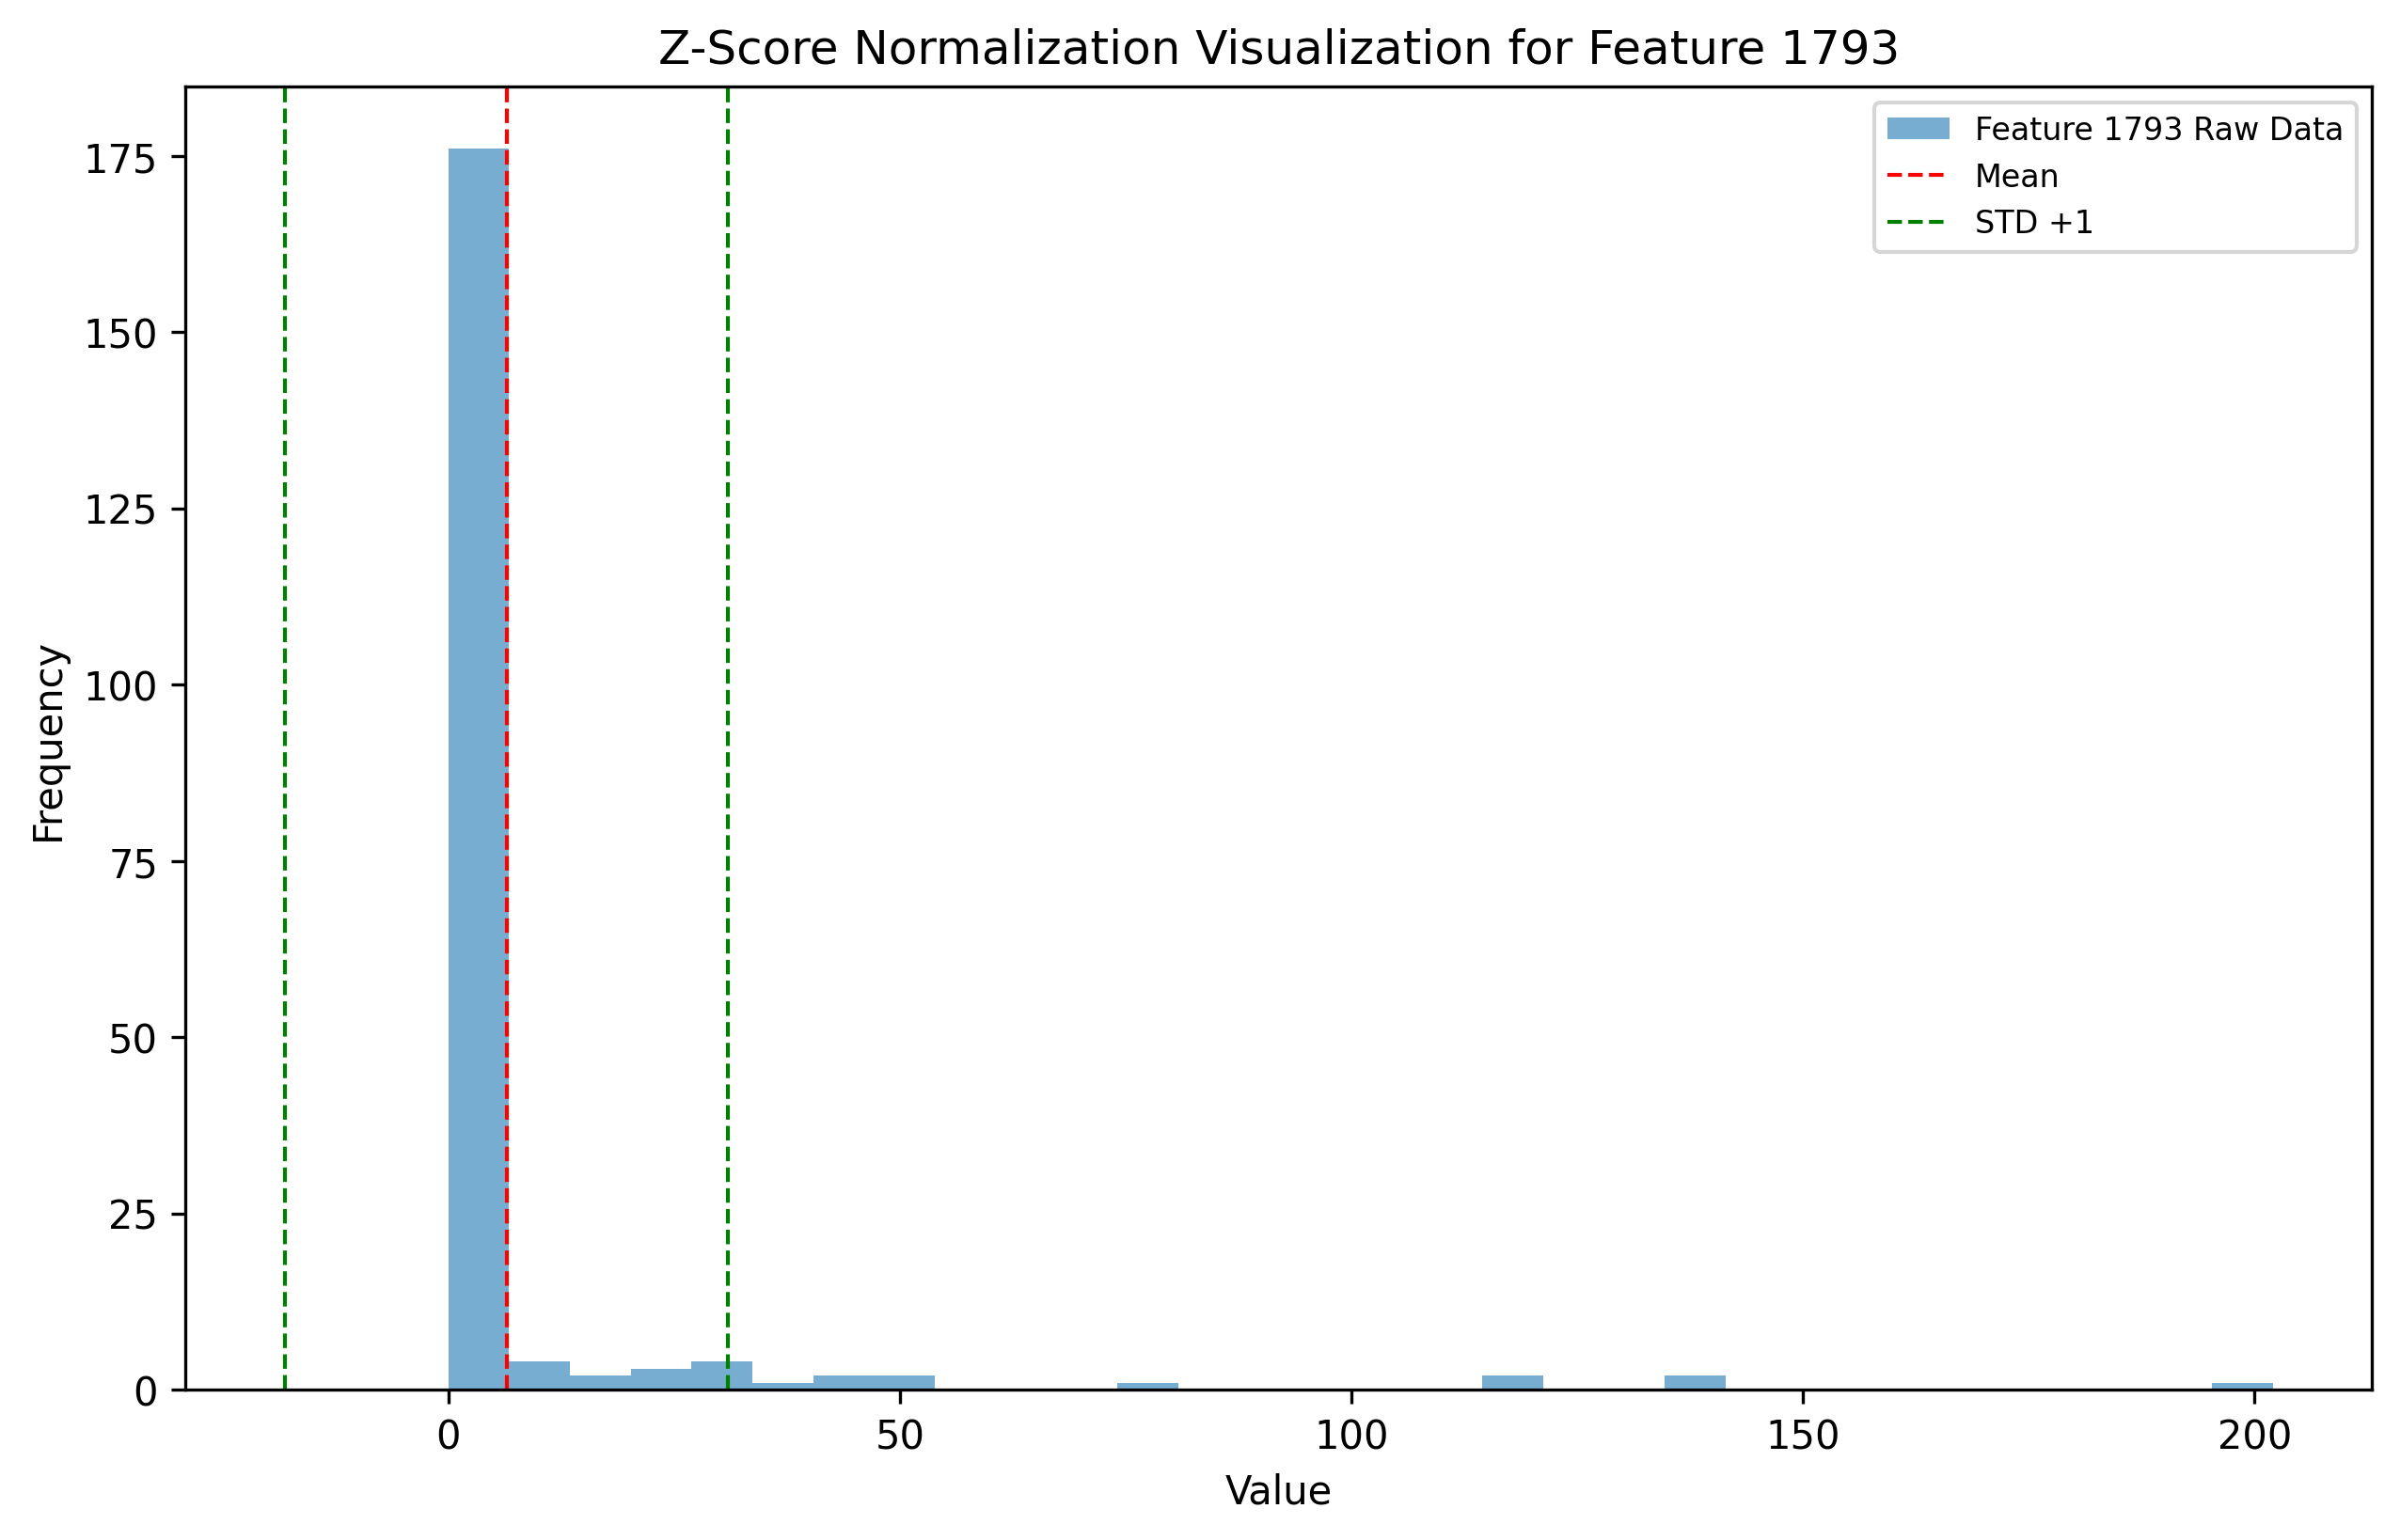 Z-Score Normalization Visualization for Feature 1793
Feature 1793 Raw Data
Mean
STD +1
175
150
125
100
75
50
25
0
Frequency
0 50 100 150 200
Value